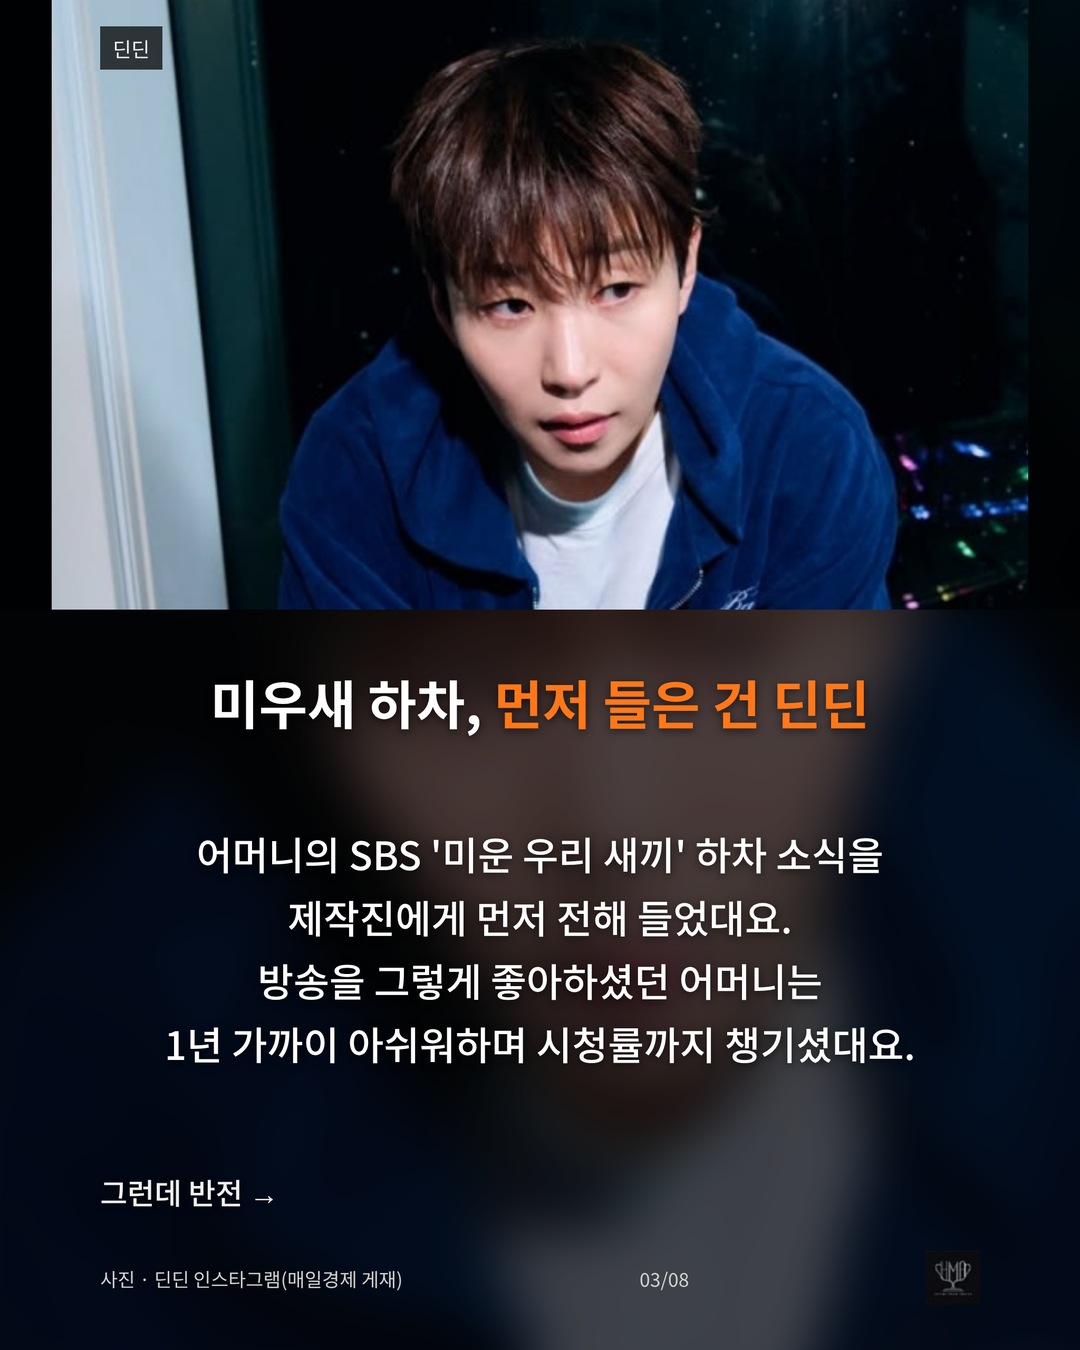 딘딘
미우새 하차, 먼저 들은 건 딘딘
어머니의 SBS '미운 우리 새끼' 하차 소식을
제작진에게 먼저 전해 들었대요.
방송을 그렇게 좋아하셨던 어머니는
1년 가까이 아쉬워하며 시청률까지 챙기셨대요.
그런데 반전 →
사진 · 딘딘 인스타그램(매일경제 게재)
03/08